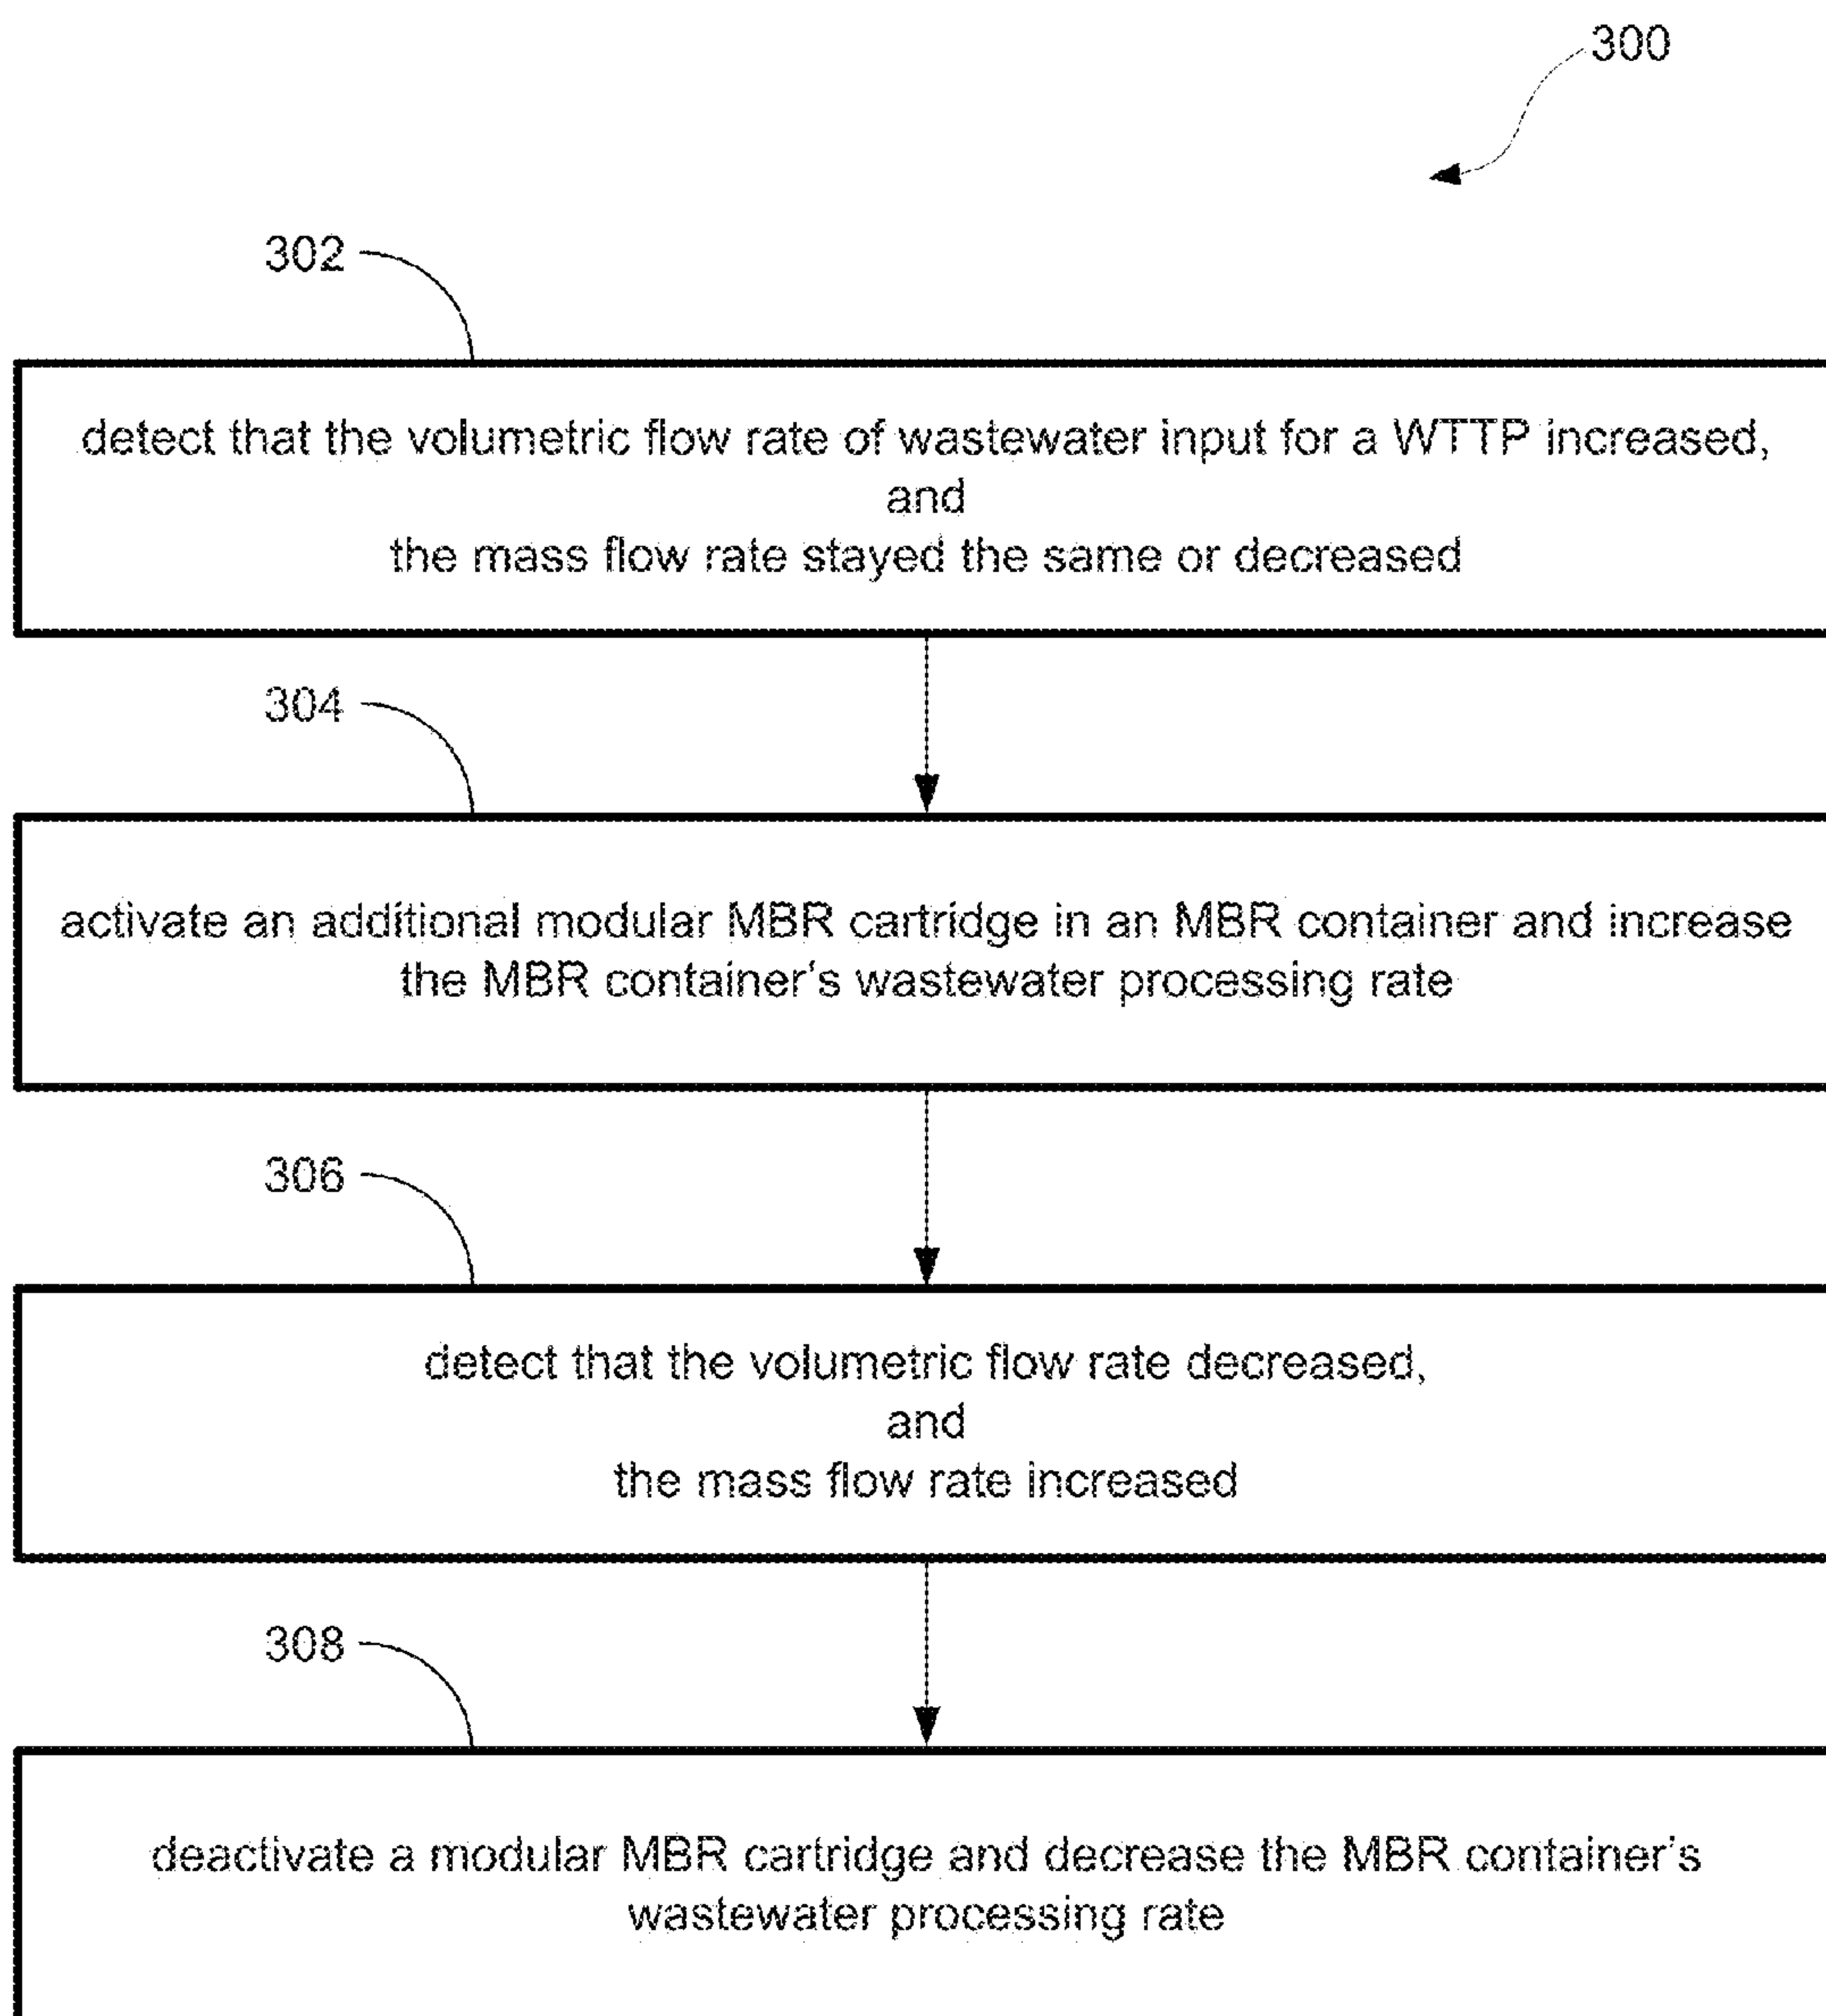 300
302
detect that the volumetric flow rate of wastewater input for a WTTP increased,
and
the mass flow rate stayed the same or decreased
304
activate an additional modular MBR cartridge in an MBR container and increase
the MBR container's wastewater processing rate
306
detect that the volumetric flow rate decreased,
and
the mass flow rate increased
308
deactivate a modular MBR cartridge and decrease the MBR container's
wastewater processing rate